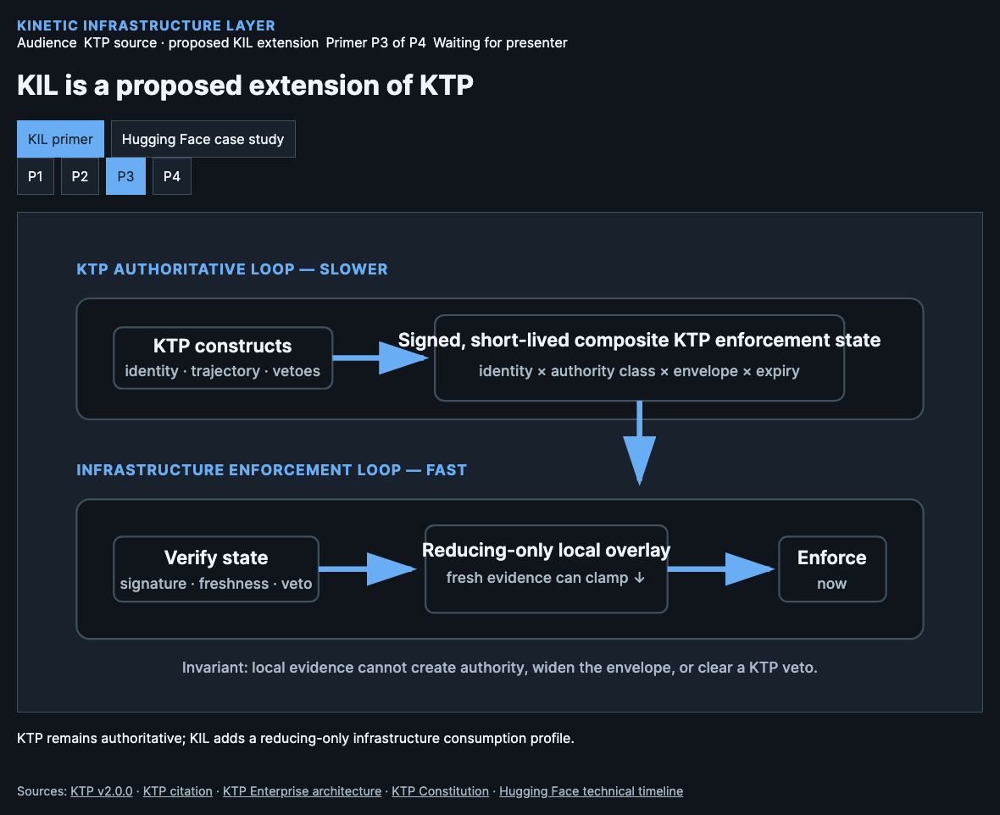 KINETIC INFRASTRUCTURE LAYER
Audience KTP source · proposed KIL extension Primer P3 of P4 Waiting for presenter
KIL is a proposed extension of KTP
KIL primer Hugging Face case study
P1 P2 P3 P4
KTP AUTHORITATIVE LOOP — SLOWER
KTP constructs
identity · trajectory · vetoes
Signed, short-lived composite KTP enforcement state
identity × authority class × envelope × expiry
INFRASTRUCTURE ENFORCEMENT LOOP — FAST
Verify state
signature · freshness · veto
Reducing-only local overlay
fresh evidence can clamp ↓
Enforce
now
Invariant: local evidence cannot create authority, widen the envelope, or clear a KTP veto.
KTP remains authoritative; KIL adds a reducing-only infrastructure consumption profile.
Sources: KTP v2.0.0 · KTP citation · KTP Enterprise architecture · KTP Constitution · Hugging Face technical timeline